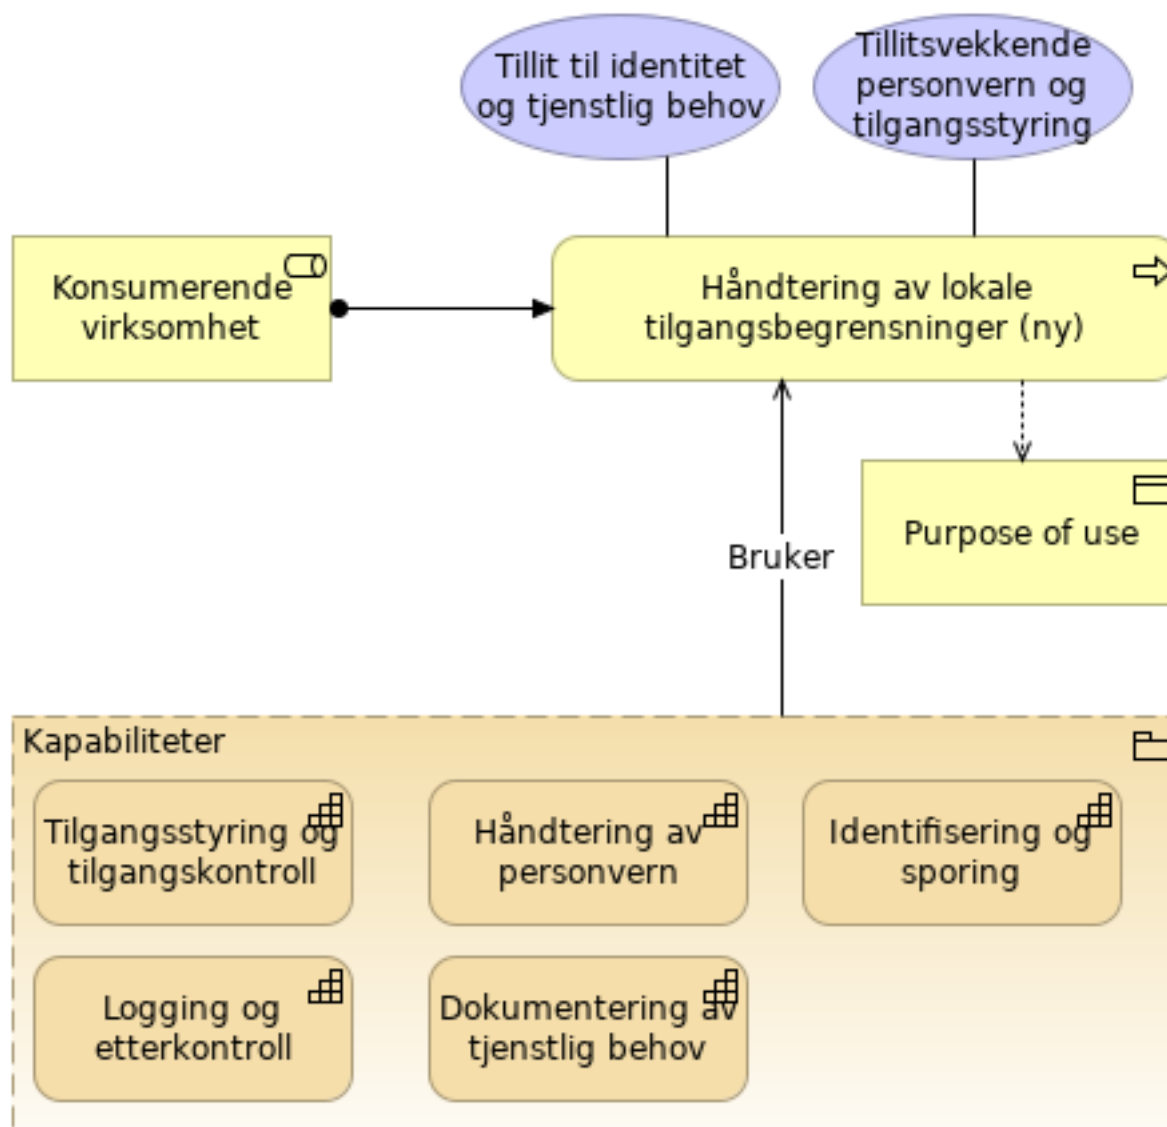 Tillit til identitet
og tjenstlig behov
Tillitsvekkende
personvern og
tilgangsstyring
Konsumerende
virksomhet
Håndtering av lokale
tilgangsbegrensninger (ny)
Purpose of use
Bruker
Kapabiliteter
Tilgangsstyring og
tilgangskontroll
Håndtering av
personvern
Identifisering og
sporing
Logging og
etterkontroll
Dokumentering av
tjenstlig behov